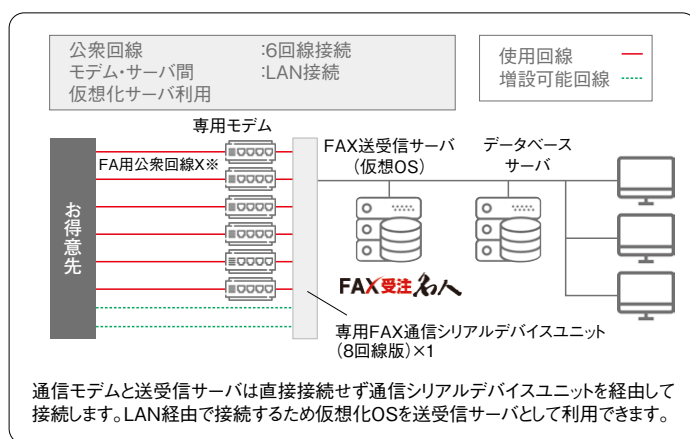 公衆回線　:6回線接続
モデム・サーバ間　:LAN接続
仮想化サーバ利用
使用回線
増設可能回線
専用モデム
FA用公衆回線X※
お得意先
FAX送受信サーバ
(仮想OS)
データベース
サーバ
FAX受注名人
専用FAX通信シリアルデバイスユニット
(8回線版)×1
通信モデムと送受信サーバは直接接続せず通信シリアルデバイスユニットを経由して
接続します。LAN経由で接続するため仮想化OSを送受信サーバとして利用できます。